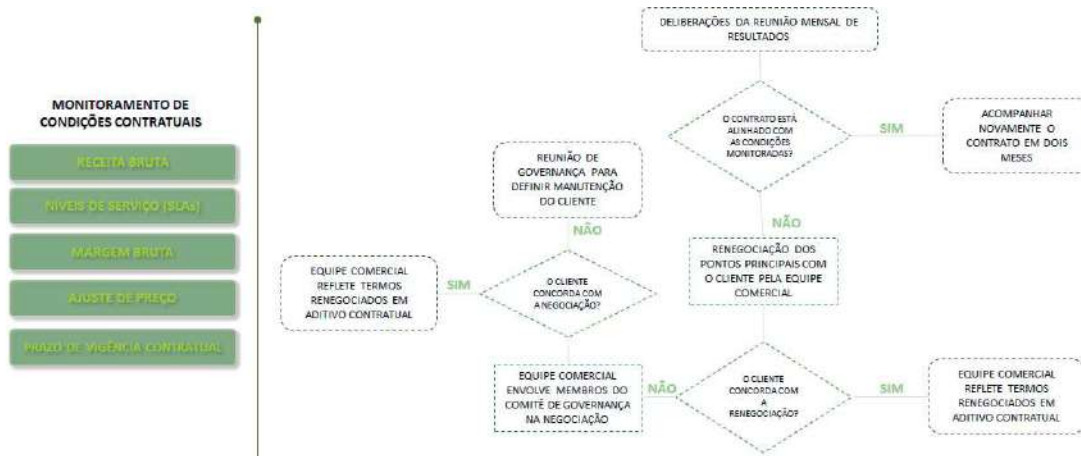 MONITORAMENTO DE
CONDIÇÕES CONTRATUAIS
RECEITA BRUTA
NÍVEIS DE SERVIÇO (SLAs)
MARGEM BRUTA
AJUSTE DE PREÇO
PRAZO DE VIGÊNCIA CONTRATUAL
DELIBERAÇÕES DA REUNIÃO MENSAL DE
RESULTADOS
O CONTRATO ESTÁ
ALINHADO COM
AS CONDIÇÕES
MONITORADAS?
SIM
ACOMPANHAR
NOVAMENTE O
CONTRATO EM DOIS
MESES
NÃO
RENEGOCIAÇÃO DOS
PONTOS PRINCIPAIS COM
O CLIENTE PELA EQUIPE
COMERCIAL
O CLIENTE
CONCORDA COM
A
RENEGOCIAÇÃO?
SIM
EQUIPE COMERCIAL
REFLETE TERMOS
RENEGOCIADOS EM
ADITIVO CONTRATUAL
NÃO
EQUIPE COMERCIAL
ENVOLVE MEMBROS DO
COMITÊ DE GOVERNANÇA
NA NEGOCIAÇÃO
O CLIENTE
CONCORDA COM
A NEGOCIAÇÃO?
SIM
EQUIPE COMERCIAL
REFLETE TERMOS
RENEGOCIADOS EM
ADITIVO CONTRATUAL
NÃO
REUNIÃO DE
GOVERNANÇA PARA
DEFINIR MANUTENÇÃO
DO CLIENTE